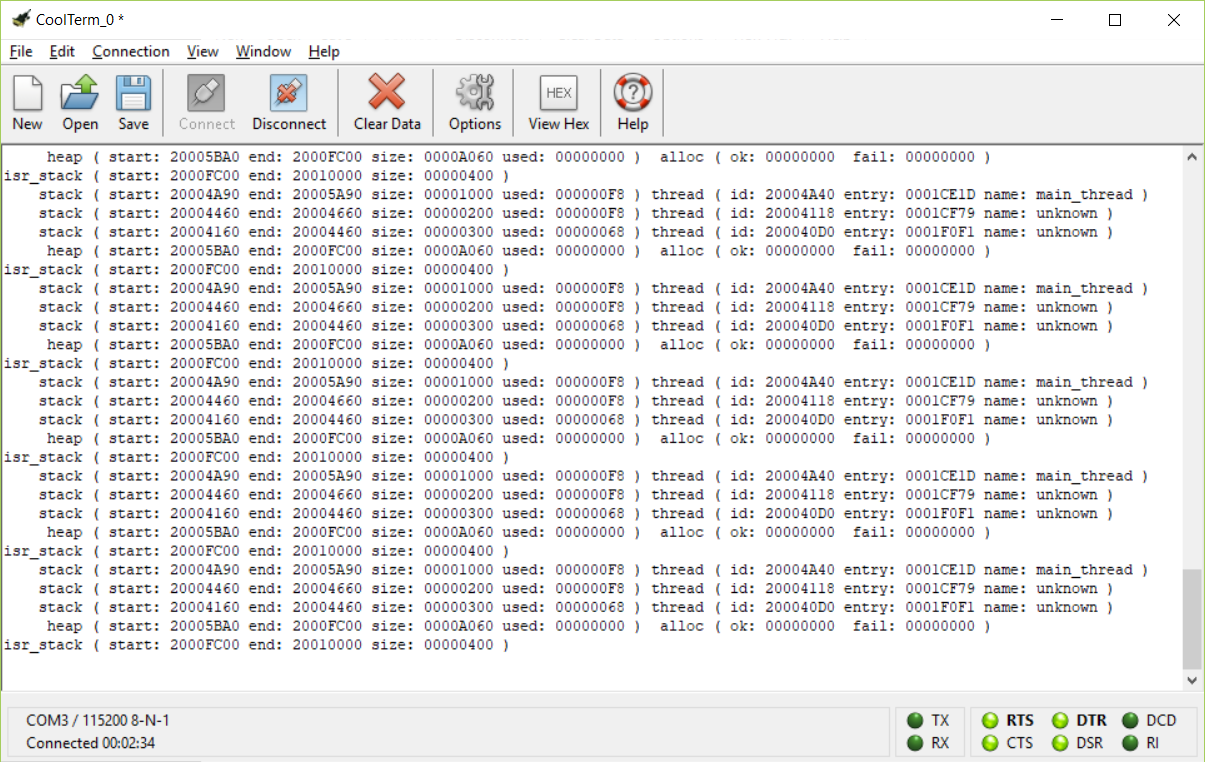 CoolTerm_0 *
File Edit Connection View Window Help
New Open Save Connect Disconnect Clear Data Options HEX View Hex ? Help
heap ( start: 20005BA0 end: 2000FC00 size: 0000A060 used: 00000000 ) alloc ( ok: 00000000 fail: 00000000 )
isr_stack ( start: 2000FC00 end: 20010000 size: 00000400 )
stack ( start: 20004A90 end: 20005A90 size: 00001000 used: 000000F8 ) thread ( id: 20004A40 entry: 0001CE1D name: main_thread )
stack ( start: 20004460 end: 20004660 size: 00000200 used: 000000F8 ) thread ( id: 20004118 entry: 0001CF79 name: unknown )
stack ( start: 20004160 end: 20004460 size: 00000300 used: 00000068 ) thread ( id: 200040D0 entry: 0001F0F1 name: unknown )
heap ( start: 20005BA0 end: 2000FC00 size: 0000A060 used: 00000000 ) alloc ( ok: 00000000 fail: 00000000 )
isr_stack ( start: 2000FC00 end: 20010000 size: 00000400 )
stack ( start: 20004A90 end: 20005A90 size: 00001000 used: 000000F8 ) thread ( id: 20004A40 entry: 0001CE1D name: main_thread )
stack ( start: 20004460 end: 20004660 size: 00000200 used: 000000F8 ) thread ( id: 20004118 entry: 0001CF79 name: unknown )
stack ( start: 20004160 end: 20004460 size: 00000300 used: 00000068 ) thread ( id: 200040D0 entry: 0001F0F1 name: unknown )
heap ( start: 20005BA0 end: 2000FC00 size: 0000A060 used: 00000000 ) alloc ( ok: 00000000 fail: 00000000 )
isr_stack ( start: 2000FC00 end: 20010000 size: 00000400 )
stack ( start: 20004A90 end: 20005A90 size: 00001000 used: 000000F8 ) thread ( id: 20004A40 entry: 0001CE1D name: main_thread )
stack ( start: 20004460 end: 20004660 size: 00000200 used: 000000F8 ) thread ( id: 20004118 entry: 0001CF79 name: unknown )
stack ( start: 20004160 end: 20004460 size: 00000300 used: 00000068 ) thread ( id: 200040D0 entry: 0001F0F1 name: unknown )
heap ( start: 20005BA0 end: 2000FC00 size: 0000A060 used: 00000000 ) alloc ( ok: 00000000 fail: 00000000 )
isr_stack ( start: 2000FC00 end: 20010000 size: 00000400 )
stack ( start: 20004A90 end: 20005A90 size: 00001000 used: 000000F8 ) thread ( id: 20004A40 entry: 0001CE1D name: main_thread )
stack ( start: 20004460 end: 20004660 size: 00000200 used: 000000F8 ) thread ( id: 20004118 entry: 0001CF79 name: unknown )
stack ( start: 20004160 end: 20004460 size: 00000300 used: 00000068 ) thread ( id: 200040D0 entry: 0001F0F1 name: unknown )
heap ( start: 20005BA0 end: 2000FC00 size: 0000A060 used: 00000000 ) alloc ( ok: 00000000 fail: 00000000 )
isr_stack ( start: 2000FC00 end: 20010000 size: 00000400 )
stack ( start: 20004A90 end: 20005A90 size: 00001000 used: 000000F8 ) thread ( id: 20004A40 entry: 0001CE1D name: main_thread )
stack ( start: 20004460 end: 20004660 size: 00000200 used: 000000F8 ) thread ( id: 20004118 entry: 0001CF79 name: unknown )
stack ( start: 20004160 end: 20004460 size: 00000300 used: 00000068 ) thread ( id: 200040D0 entry: 0001F0F1 name: unknown )
heap ( start: 20005BA0 end: 2000FC00 size: 0000A060 used: 00000000 ) alloc ( ok: 00000000 fail: 00000000 )
isr_stack ( start: 2000FC00 end: 20010000 size: 00000400 )
COM3 / 115200 8-N-1 TX RTS DTR DCD
Connected 00:02:34 RX CTS DSR RI